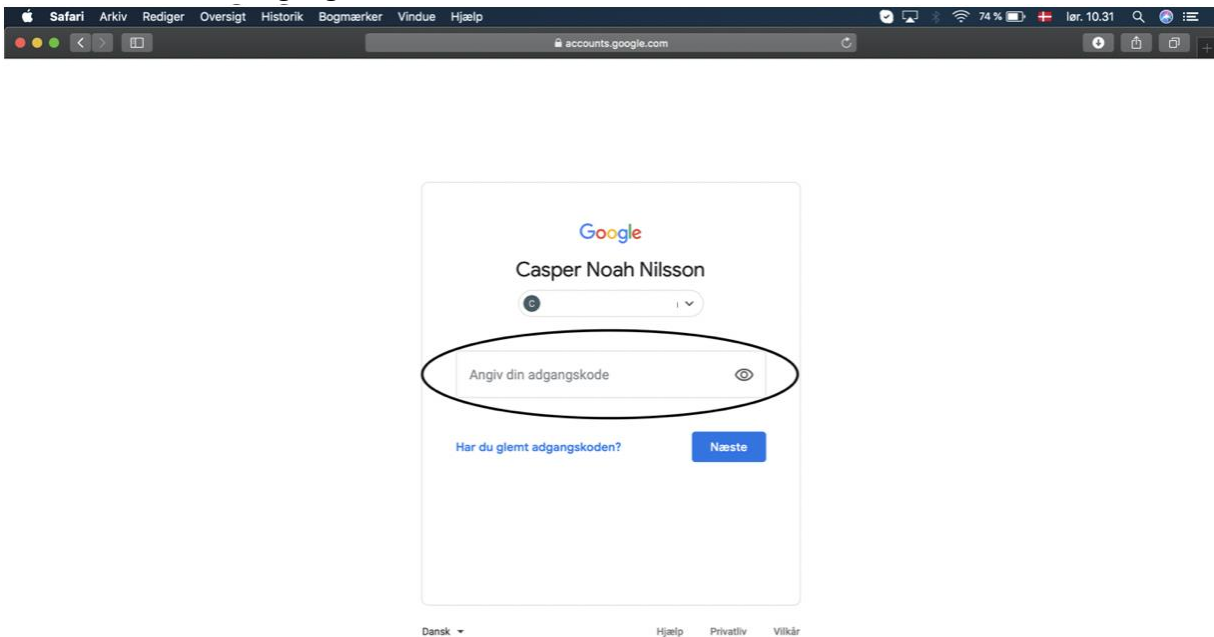 Safari Arkiv Rediger Oversigt Historik Bogmærker Vindue Hjælp 74 % lør. 10.31
accounts.google.com
Google
Casper Noah Nilsson
C
Angiv din adgangskode
Har du glemt adgangskoden? Næste
Dansk Hjælp Privatliv Vilkår